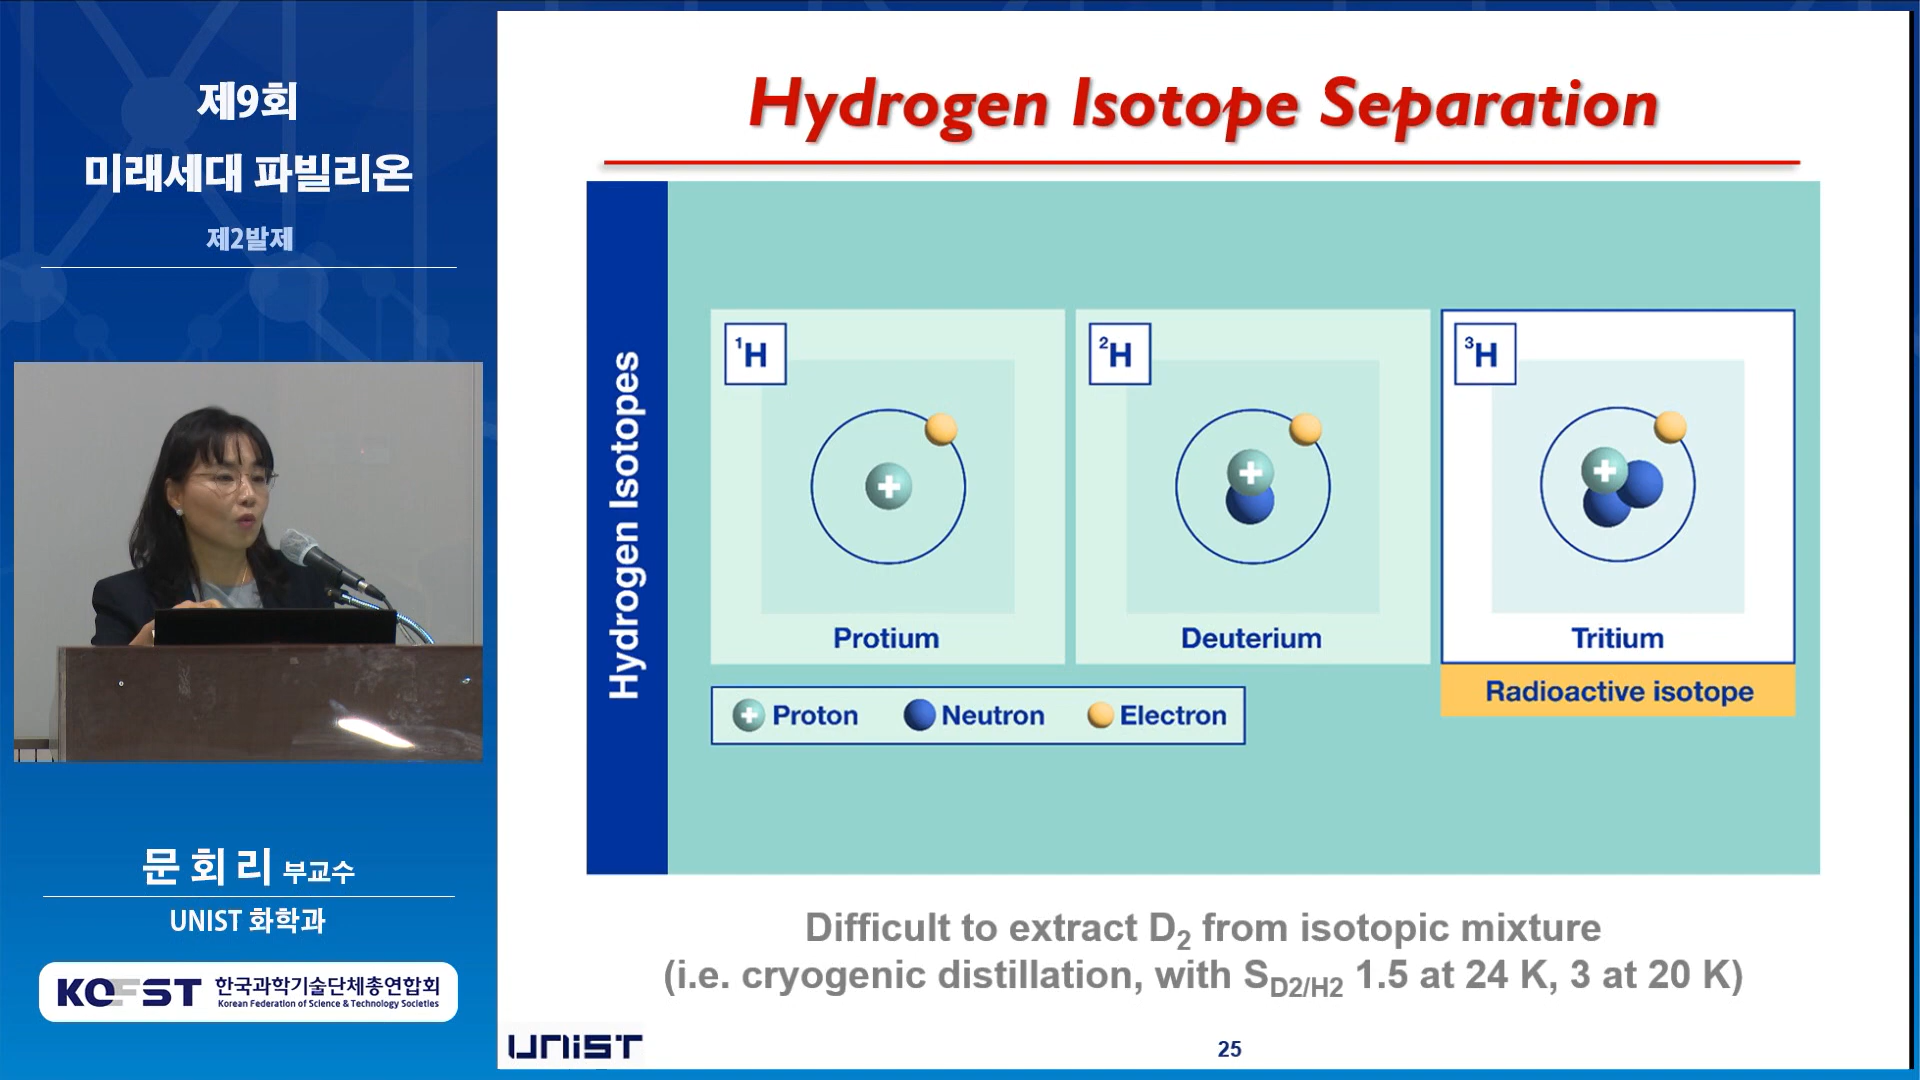 제9회
미래세대 파빌리온
제2발제
문 회 리 부교수
UNIST 화학과
KOFST 한국과학기술단체총연합회
Korean Federation of Science & Technology Societies
Hydrogen Isotope Separation
Hydrogen Isotopes
¹H
²H
³H
Protium
Deuterium
Tritium
Radioactive isotope
Proton Neutron Electron
Difficult to extract D₂ from isotopic mixture
(i.e. cryogenic distillation, with S_D2/H2 1.5 at 24 K, 3 at 20 K)
UNIST
25